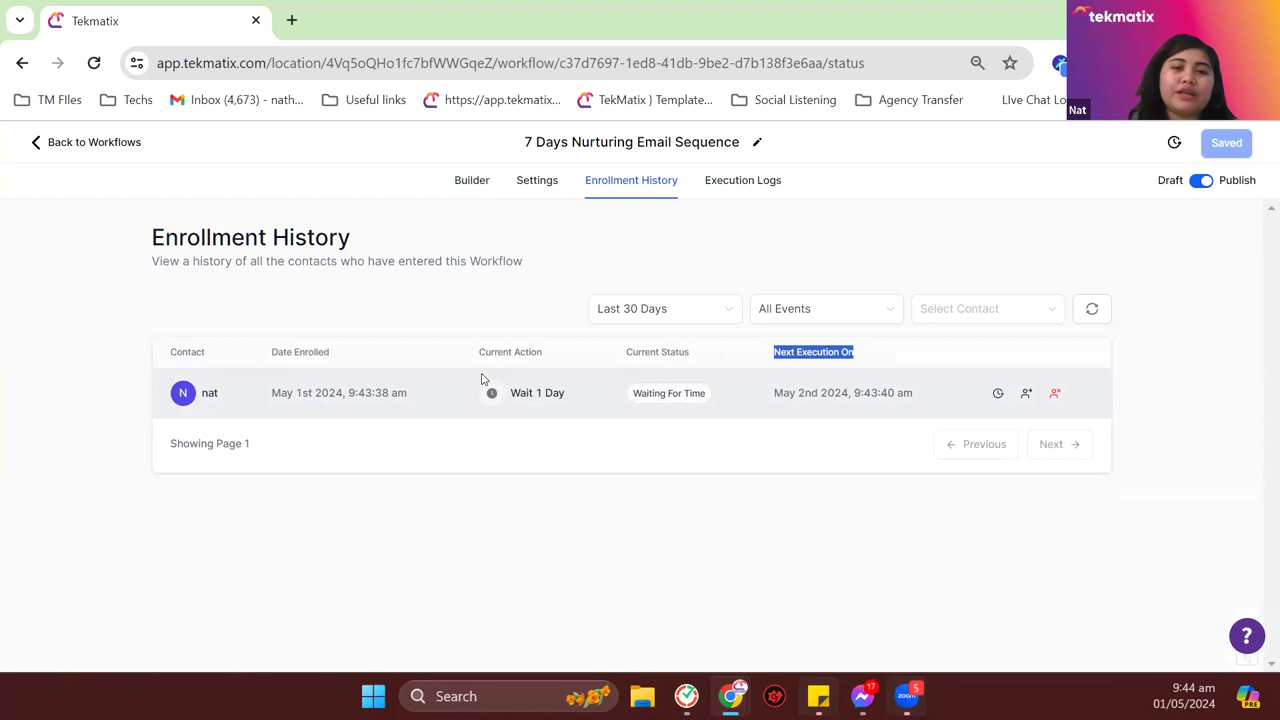 Tekmatix
tekmatix
app.tekmatix.com/location/4Vq5oQHo1fc7bfWWGqeZ/workflow/c37d7697-1ed8-41db-9be2-d7b138f3e6aa/status
TM FIles
Techs
Inbox (4,673) - nath...
Useful links
https://app.tekmatix...
TekMatix } Template...
Social Listening
Agency Transfer
LIve Chat Lo
Nat
Back to Workflows
7 Days Nurturing Email Sequence
Saved
Builder
Settings
Enrollment History
Execution Logs
Draft
Publish
Enrollment History
View a history of all the contacts who have entered this Workflow
Last 30 Days
All Events
Select Contact
Contact
Date Enrolled
Current Action
Current Status
Next Execution On
N
nat
May 1st 2024, 9:43:38 am
Wait 1 Day
Waiting For Time
May 2nd 2024, 9:43:40 am
Showing Page 1
Previous
Next
?
Search
17
zoom
5
9:44 am
01/05/2024
PRE